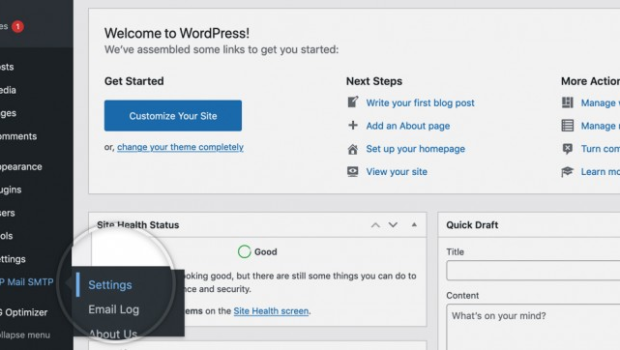 es 1
sts
edia
ges
omments
ppearance
ugins
sers
ols
ettings
P Mail SMTP
G Optimizer
ollapse menu
Welcome to WordPress!
We've assembled some links to get you started:
Get Started
Customize Your Site
or, change your theme completely
Next Steps
Write your first blog post
Add an About page
Set up your homepage
View your site
More Action
Manage w
Manage
Turn com
Learn mo
Site Health Status
Good
oking good, but there are still some things you can do to
nce and security.
ems on the Site Health screen.
Settings
Email Log
About Us
Quick Draft
Title
Content
What's on your mind?